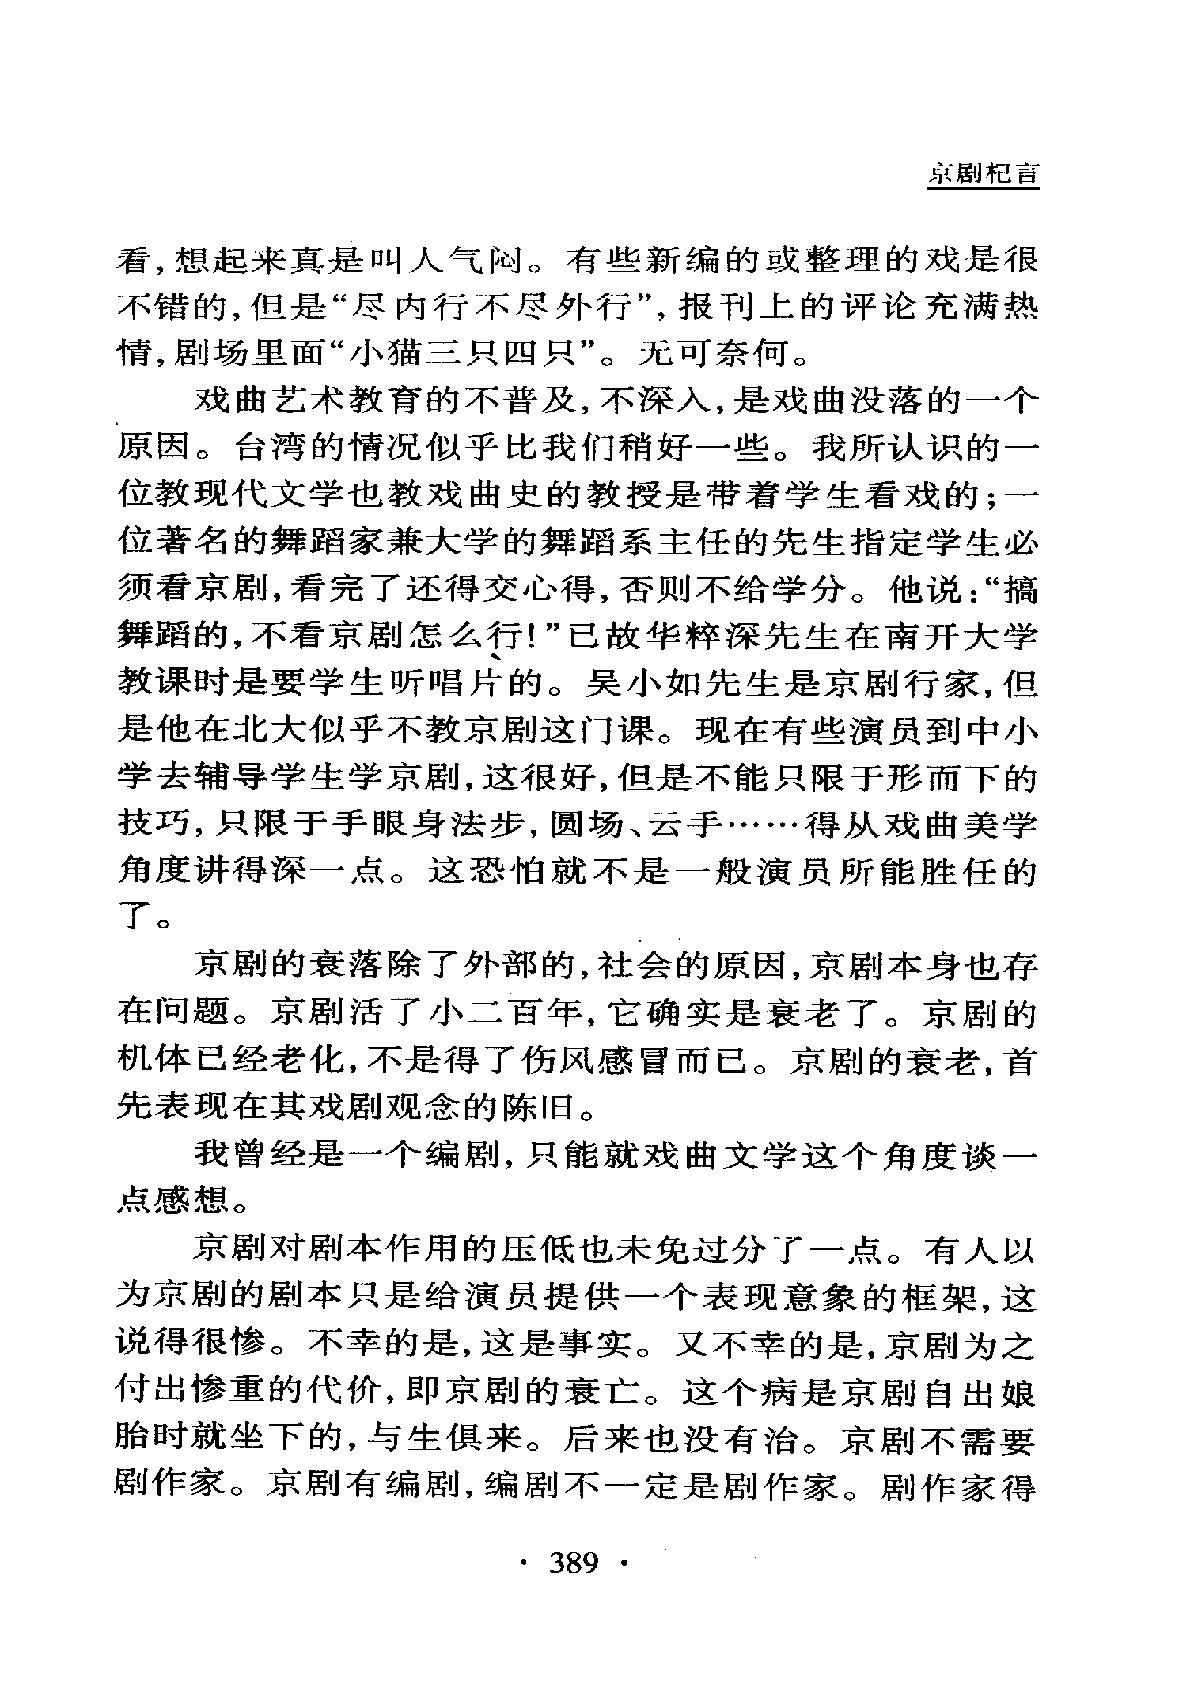 京剧杞言
看,想起来真是叫人气闷。有些新编的或整理的戏是很
不错的,但是“尽内行不尽外行”,报刊上的评论充满热
情,剧场里面“小猫三只四只”。无可奈何。
戏曲艺术教育的不普及,不深入,是戏曲没落的一个
原因。台湾的情况似乎比我们稍好一些。我所认识的一
位教现代文学也教戏曲史的教授是带着学生看戏的;一
位著名的舞蹈家兼大学的舞蹈系主任的先生指定学生必
须看京剧,看完了还得交心得,否则不给学分。他说:“搞
舞蹈的,不看京剧怎么行!”已故华粹深先生在南开大学
教课时是要学生听唱片的。吴小如先生是京剧行家,但
是他在北大似乎不教京剧这门课。现在有些演员到中小
学去辅导学生学京剧,这很好,但是不能只限于形而下的
技巧,只限于手眼身法步,圆场、云手……得从戏曲美学
角度讲得深一点。这恐怕就不是一般演员所能胜任的
了。
京剧的衰落除了外部的,社会的原因,京剧本身也存
在问题。京剧活了小二百年,它确实是衰老了。京剧的
机体已经老化,不是得了伤风感冒而已。京剧的衰老,首
先表现在其戏剧观念的陈旧。
我曾经是一个编剧,只能就戏曲文学这个角度谈一
点感想。
京剧对剧本作用的压低也未免过分了一点。有人以
为京剧的剧本只是给演员提供一个表现意象的框架,这
说得很惨。不幸的是,这是事实。又不幸的是,京剧为之
付出惨重的代价,即京剧的衰亡。这个病是京剧自出娘
胎时就坐下的,与生俱来。后来也没有治。京剧不需要
剧作家。京剧有编剧,编剧不一定是剧作家。剧作家得
· 389 ·